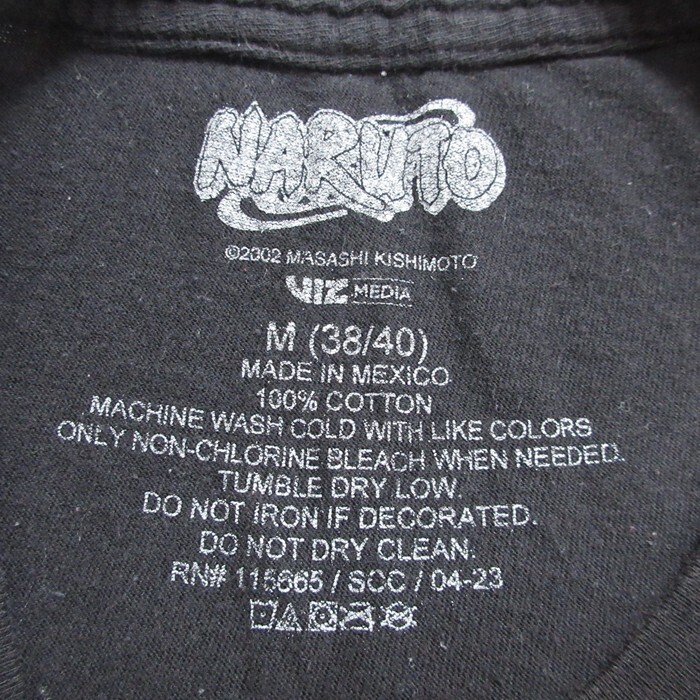 NARUTO
©2002 MASASHI KISHIMOTO
VIZ MEDIA
M (38/40)
MADE IN MEXICO
100% COTTON
MACHINE WASH COLD WITH LIKE COLORS
ONLY NON-CHLORINE BLEACH WHEN NEEDED.
TUMBLE DRY LOW.
DO NOT IRON IF DECORATED.
DO NOT DRY CLEAN.
RN# 115665 / SCC / 04-23